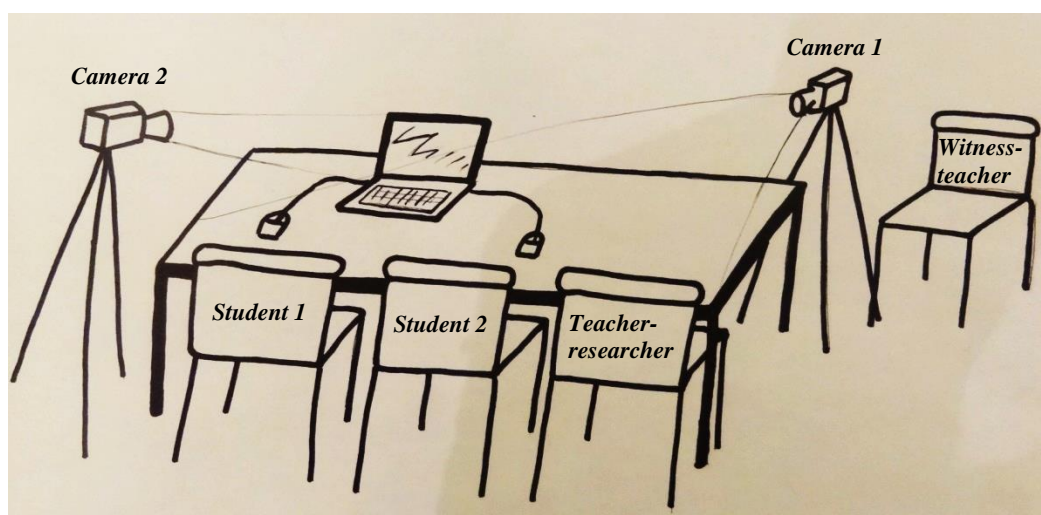 Camera 1
Camera 2
Witness-
teacher
Student 1
Student 2
Teacher-
researcher